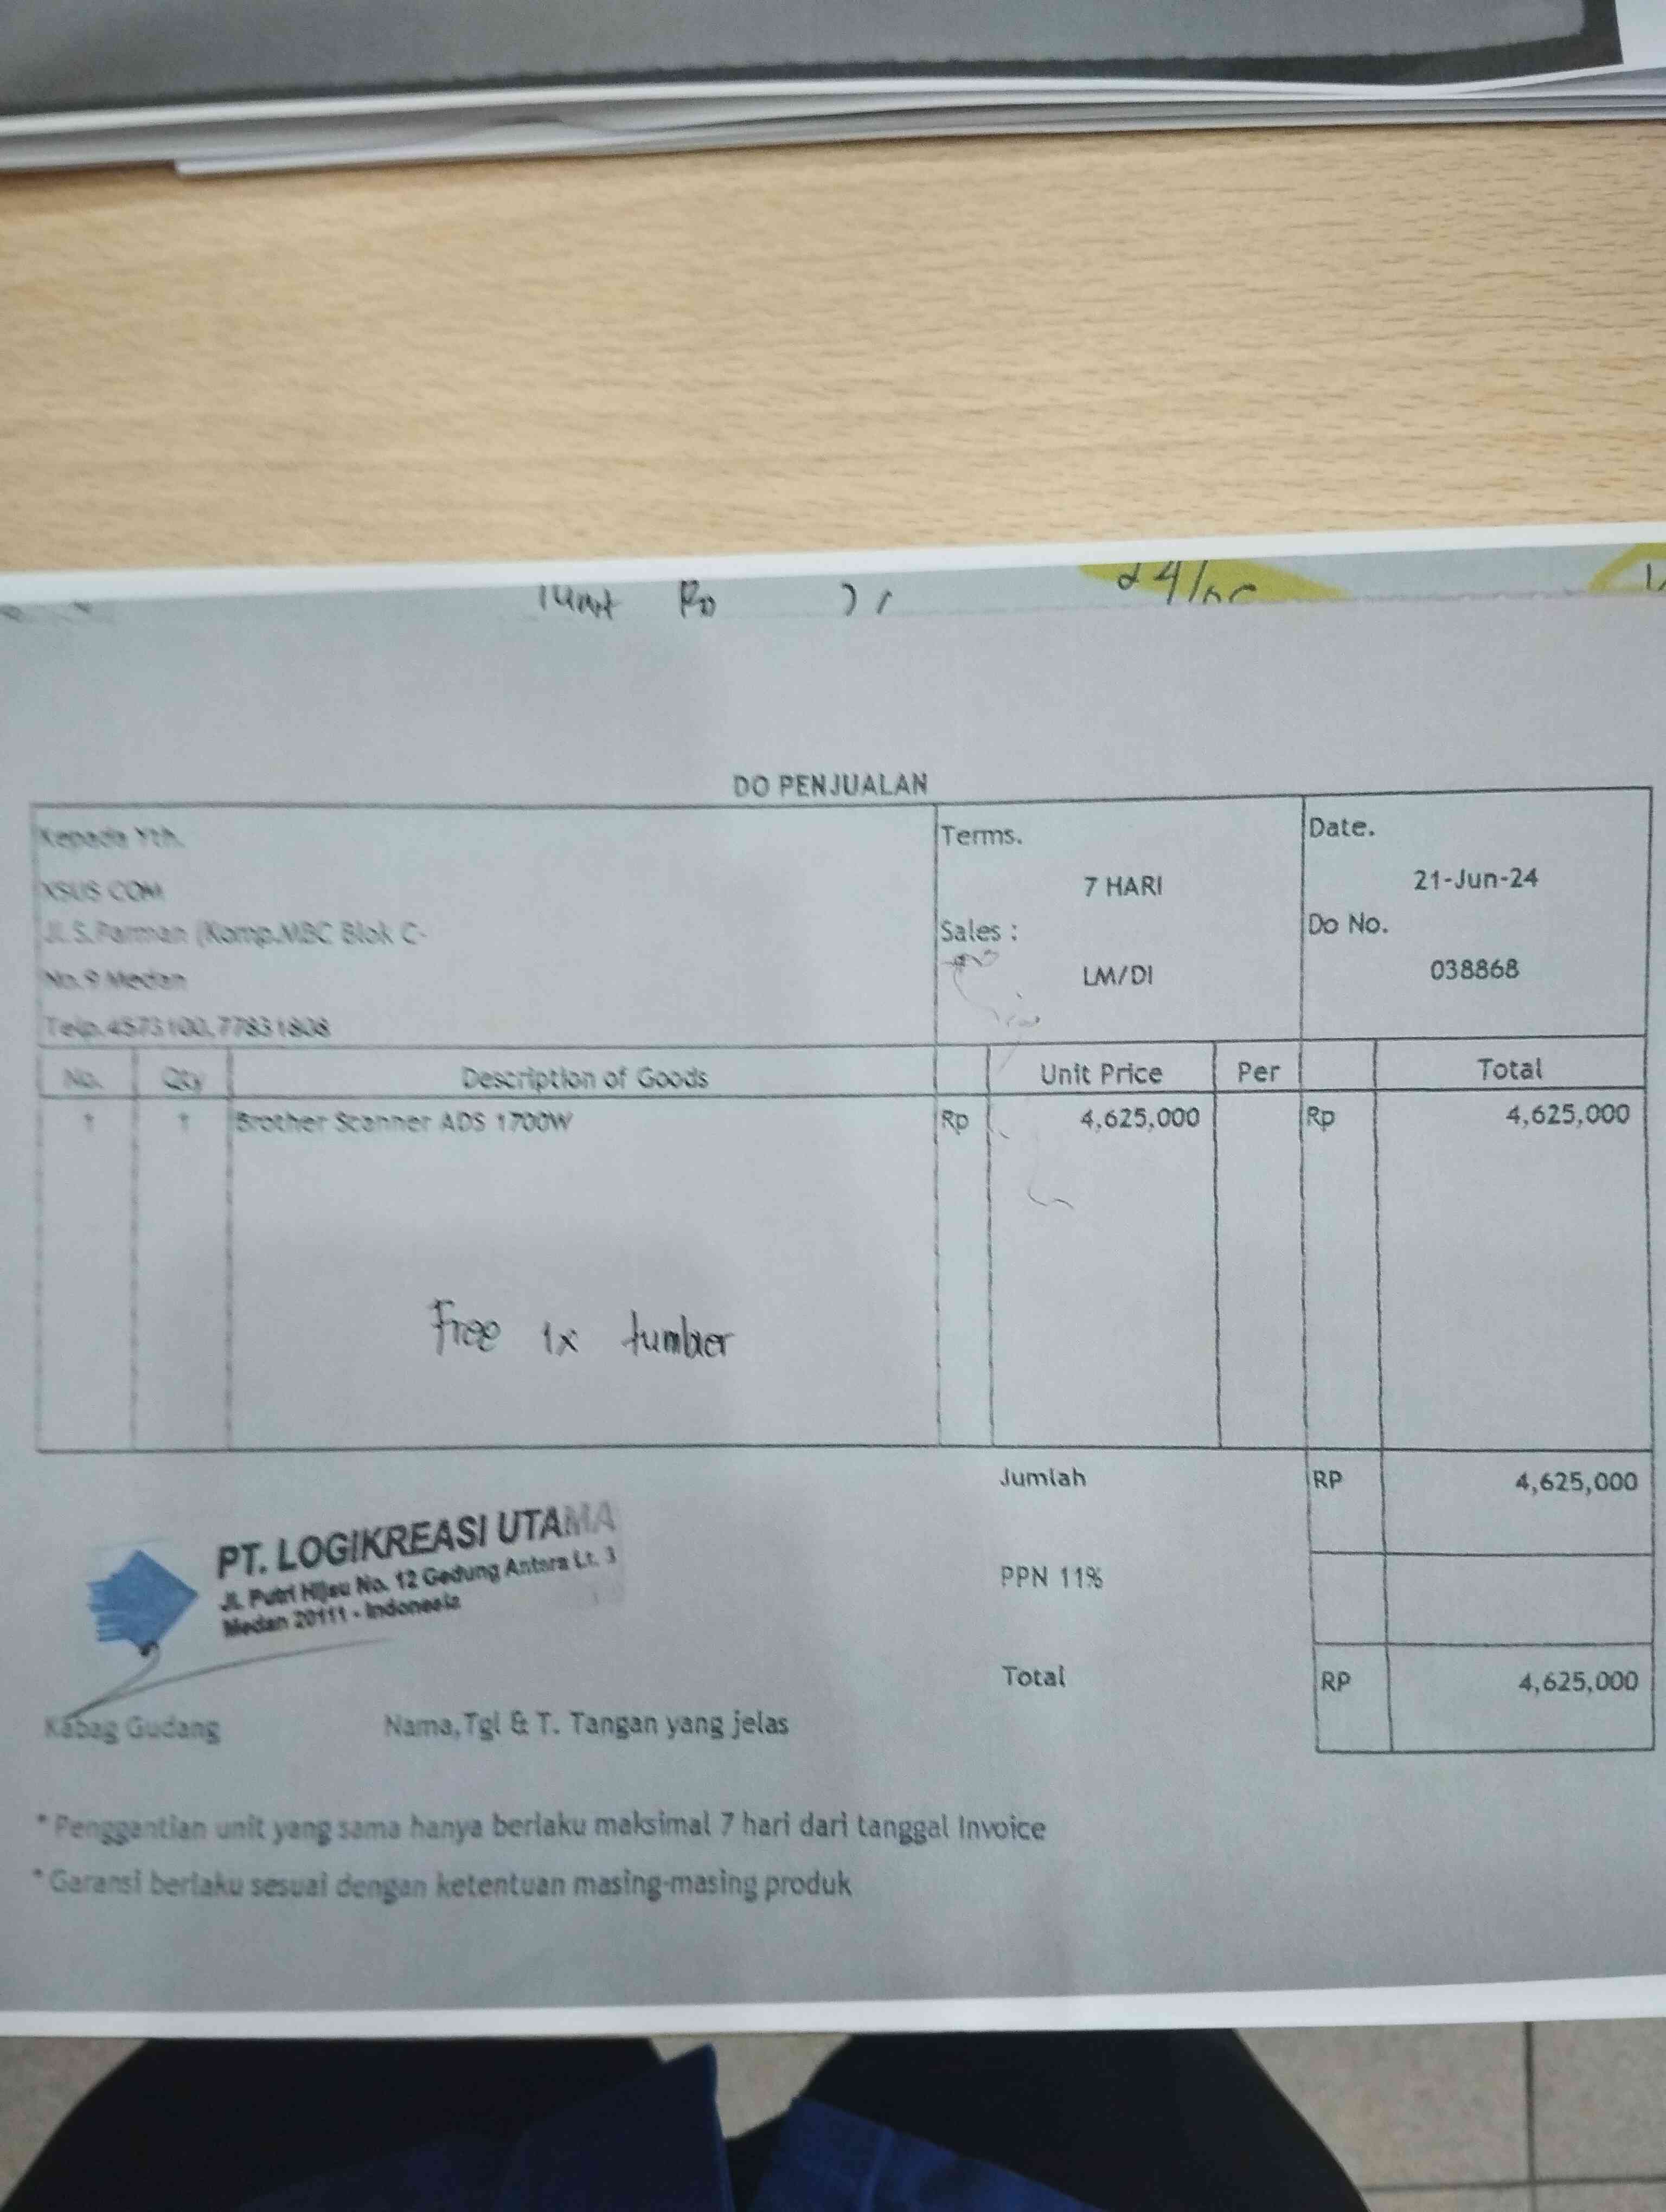 24/06
DO PENJUALAN
Kepada Yth.
XSUS COM
Jl.S.Parman (Komp.MBC Blok C-
No.9 Medan
Telp.4573100,77831808
Terms.
7 HARI
Sales :
LM/DI
Date.
21-Jun-24
Do No.
038868
No. Qty Description of Goods Unit Price Per Total
1 1 Brother Scanner ADS 1700W Rp 4,625,000 Rp 4,625,000
Free 1x tumber
Jumlah RP 4,625,000
PPN 11%
Total RP 4,625,000
PT. LOGIKREASI UTAMA
Jl. Putri Hijau No. 12 Gedung Antara Lt. 3
Medan 20111 - Indonesia
Kabag Gudang Nama,Tgl & T. Tangan yang jelas
* Penggantian unit yang sama hanya berlaku maksimal 7 hari dari tanggal Invoice
* Garansi berlaku sesuai dengan ketentuan masing-masing produk